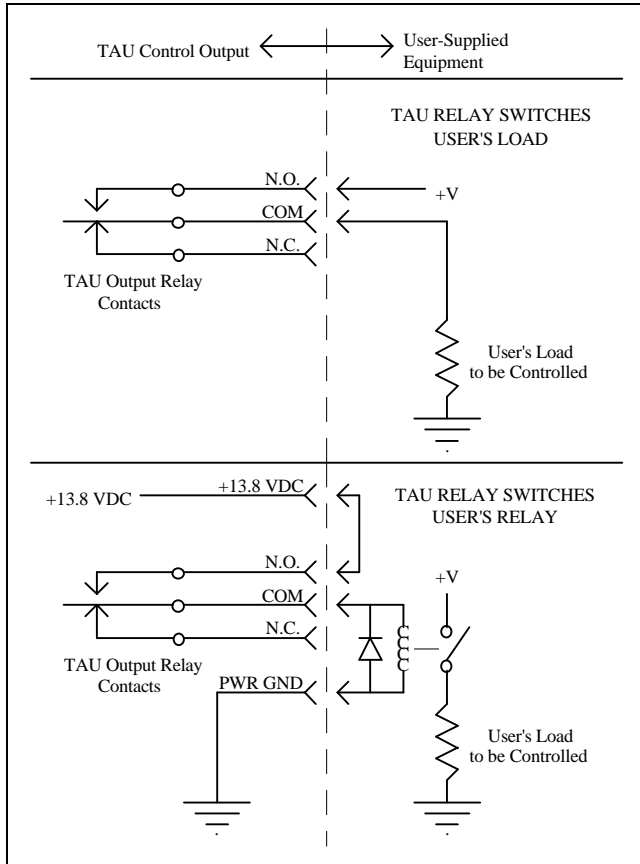 TAU Control Output
User-Supplied
Equipment
TAU RELAY SWITCHES
USER'S LOAD
N.O.
+V
COM
N.C.
TAU Output Relay
Contacts
User's Load
to be Controlled
+13.8 VDC
+13.8 VDC
TAU RELAY SWITCHES
USER'S RELAY
N.O.
+V
COM
N.C.
TAU Output Relay
Contacts
PWR GND
User's Load
to be Controlled